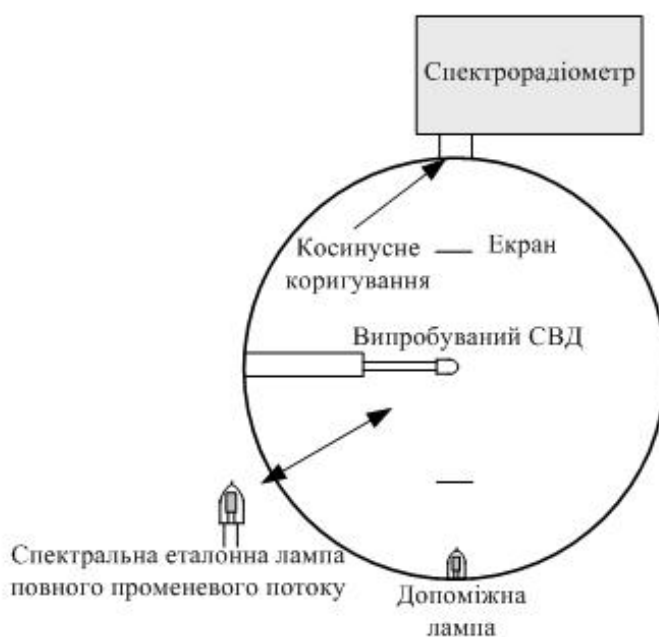 Спектрорадіометр
Косинусне
коригування
Екран
Випробуваний СВД
Спектральна еталонна лампа
повного променевого потоку
Допоміжна
лампа